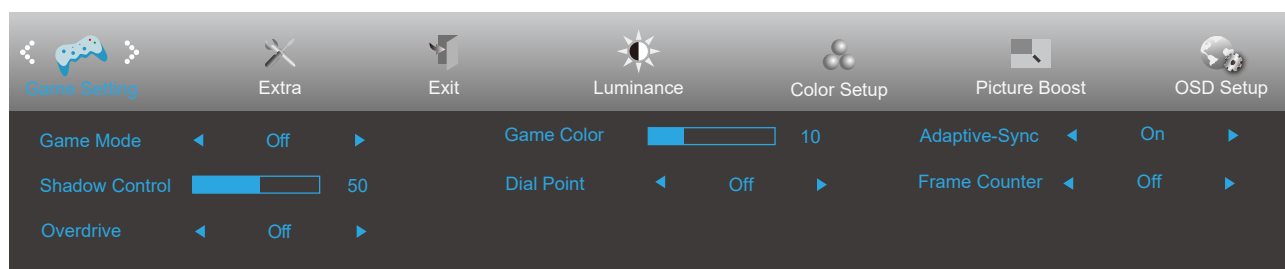 Game Setting Extra Exit Luminance Color Setup Picture Boost OSD Setup
Game Mode Off Game Color 10 Adaptive-Sync On
Shadow Control 50 Dial Point Off Frame Counter Off
Overdrive Off